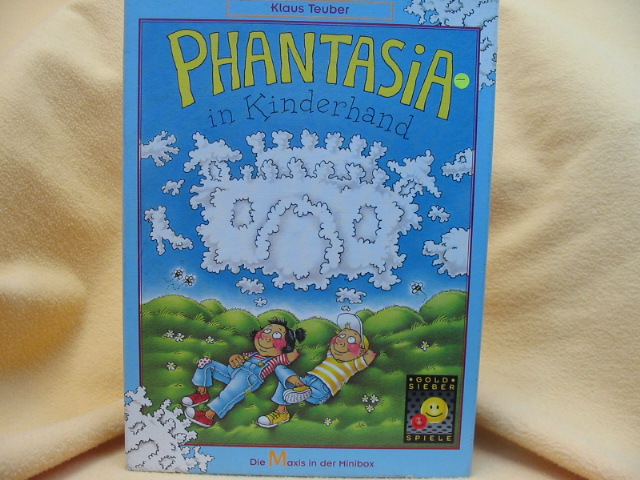 Klaus Teuber
PHANTASiA
in Kinderhand
GOLD
SIEBER
SPIELE
Die Maxis in der Minibox